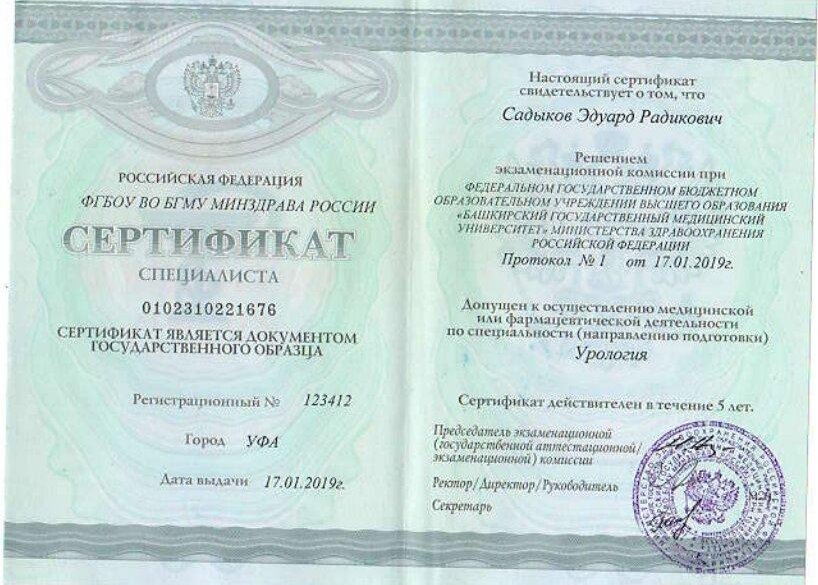 РОССИЙСКАЯ ФЕДЕРАЦИЯ
ФГБОУ ВО БГМУ МИНЗДРАВА РОССИИ
СЕРТИФИКАТ
СПЕЦИАЛИСТА
0102310221676
СЕРТИФИКАТ ЯВЛЯЕТСЯ ДОКУМЕНТОМ
ГОСУДАРСТВЕННОГО ОБРАЗЦА
Регистрационный № 123412
Город УФА
Дата выдачи 17.01.2019г.
Настоящий сертификат
свидетельствует о том, что
Садыков Эдуард Радикович
Решением
экзаменационной комиссии при
ФЕДЕРАЛЬНОМ ГОСУДАРСТВЕННОМ БЮДЖЕТНОМ
ОБРАЗОВАТЕЛЬНОМ УЧРЕЖДЕНИИ ВЫСШЕГО ОБРАЗОВАНИЯ
«БАШКИРСКИЙ ГОСУДАРСТВЕННЫЙ МЕДИЦИНСКИЙ
УНИВЕРСИТЕТ» МИНИСТЕРСТВА ЗДРАВООХРАНЕНИЯ
РОССИЙСКОЙ ФЕДЕРАЦИИ
Протокол № 1 от 17.01.2019г.
Допущен к осуществлению медицинской
или фармацевтической деятельности
по специальности (направлению подготовки)
Урология
Сертификат действителен в течение 5 лет.
Председатель экзаменационной
(государственной аттестационной/
экзаменационной) комиссии
Ректор/Директор/Руководитель
Секретарь